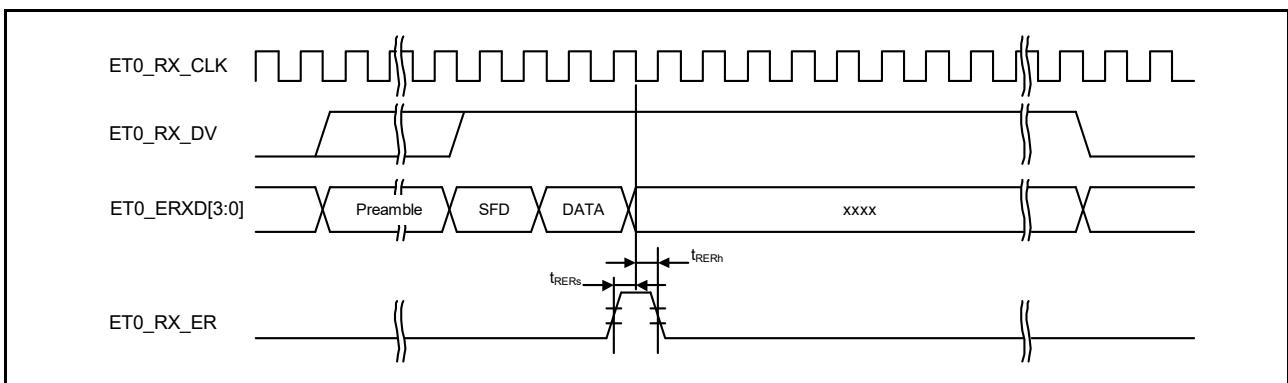 ET0_RX_CLK
ET0_RX_DV
ET0_ERXD[3:0]
Preamble
SFD
DATA
xxxx
tRERh
tRERs
ET0_RX_ER